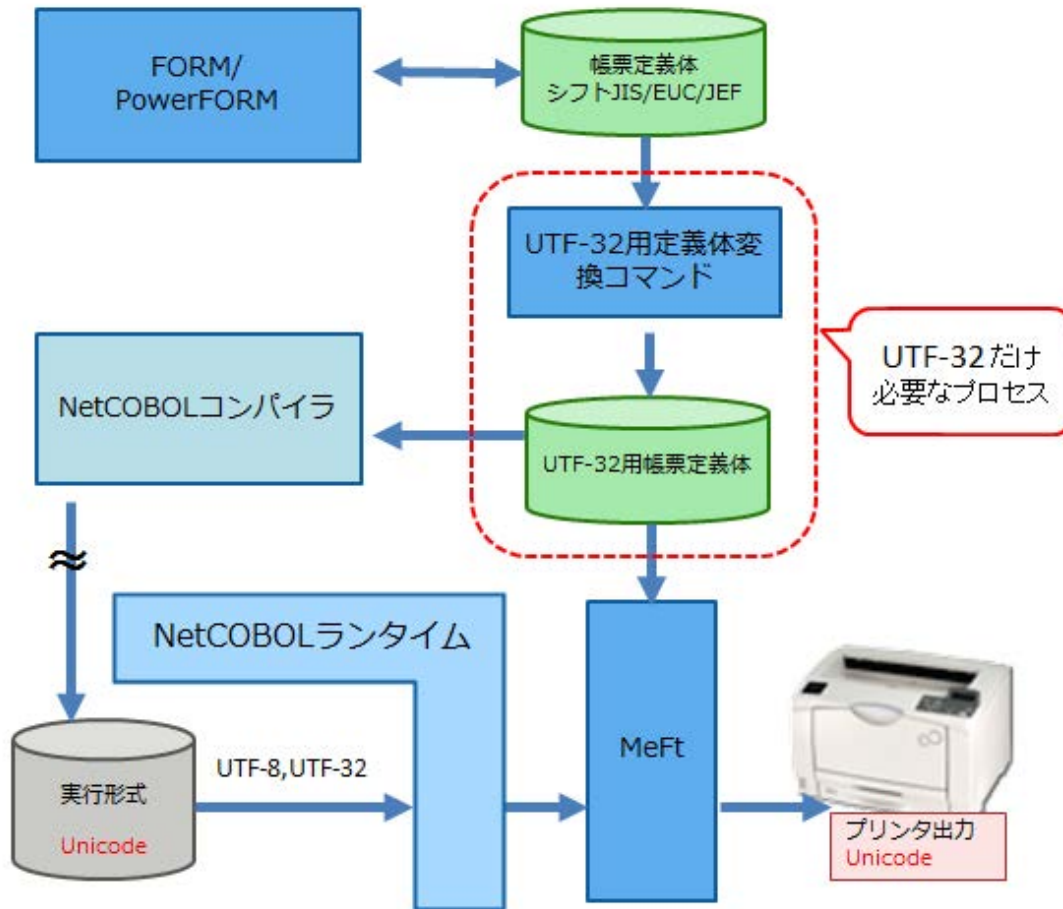 FORM/
PowerFORM
帳票定義体
シフトJIS/EUC/JEF
UTF-32用定義体変
換コマンド
UTF-32だけ
必要なプロセス
NetCOBOLコンパイラ
UTF-32用帳票定義体
NetCOBOLランタイム
MeFt
UTF-8,UTF-32
実行形式
Unicode
プリンタ出力
Unicode